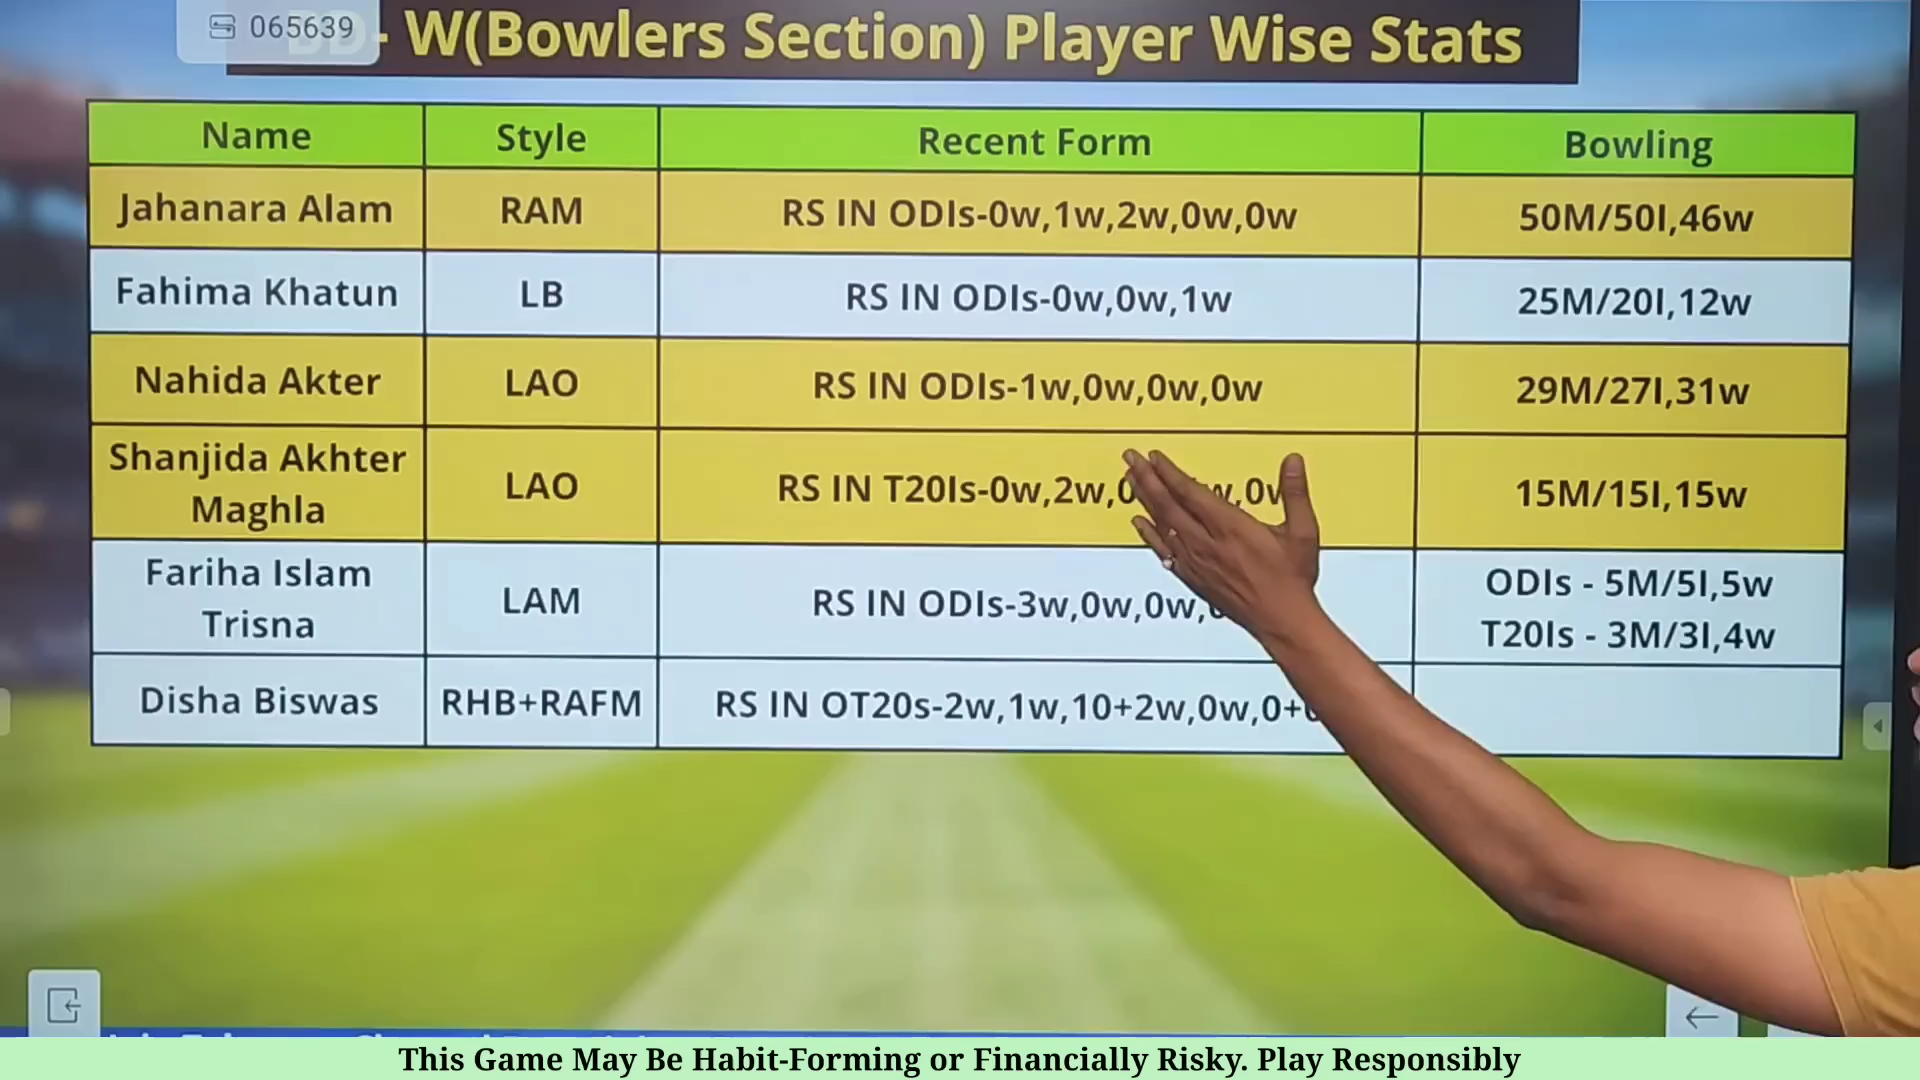 065639
- W(Bowlers Section) Player Wise Stats
Name Style Recent Form Bowling
Jahanara Alam RAM RS IN ODIs-0w,1w,2w,0w,0w 50M/50I,46w
Fahima Khatun LB RS IN ODIs-0w,0w,1w 25M/20I,12w
Nahida Akter LAO RS IN ODIs-1w,0w,0w,0w 29M/27I,31w
Shanjida Akhter
Maghla
LAO RS IN T20Is-0w,2w, 15M/15I,15w
Fariha Islam
Trisna
LAM RS IN ODIs-3w,0w,0w, ODIs - 5M/5I,5w
T20Is - 3M/3I,4w
Disha Biswas RHB+RAFM RS IN OT20s-2w,1w,10+2w,0w,
This Game May Be Habit-Forming or Financially Risky. Play Responsibly